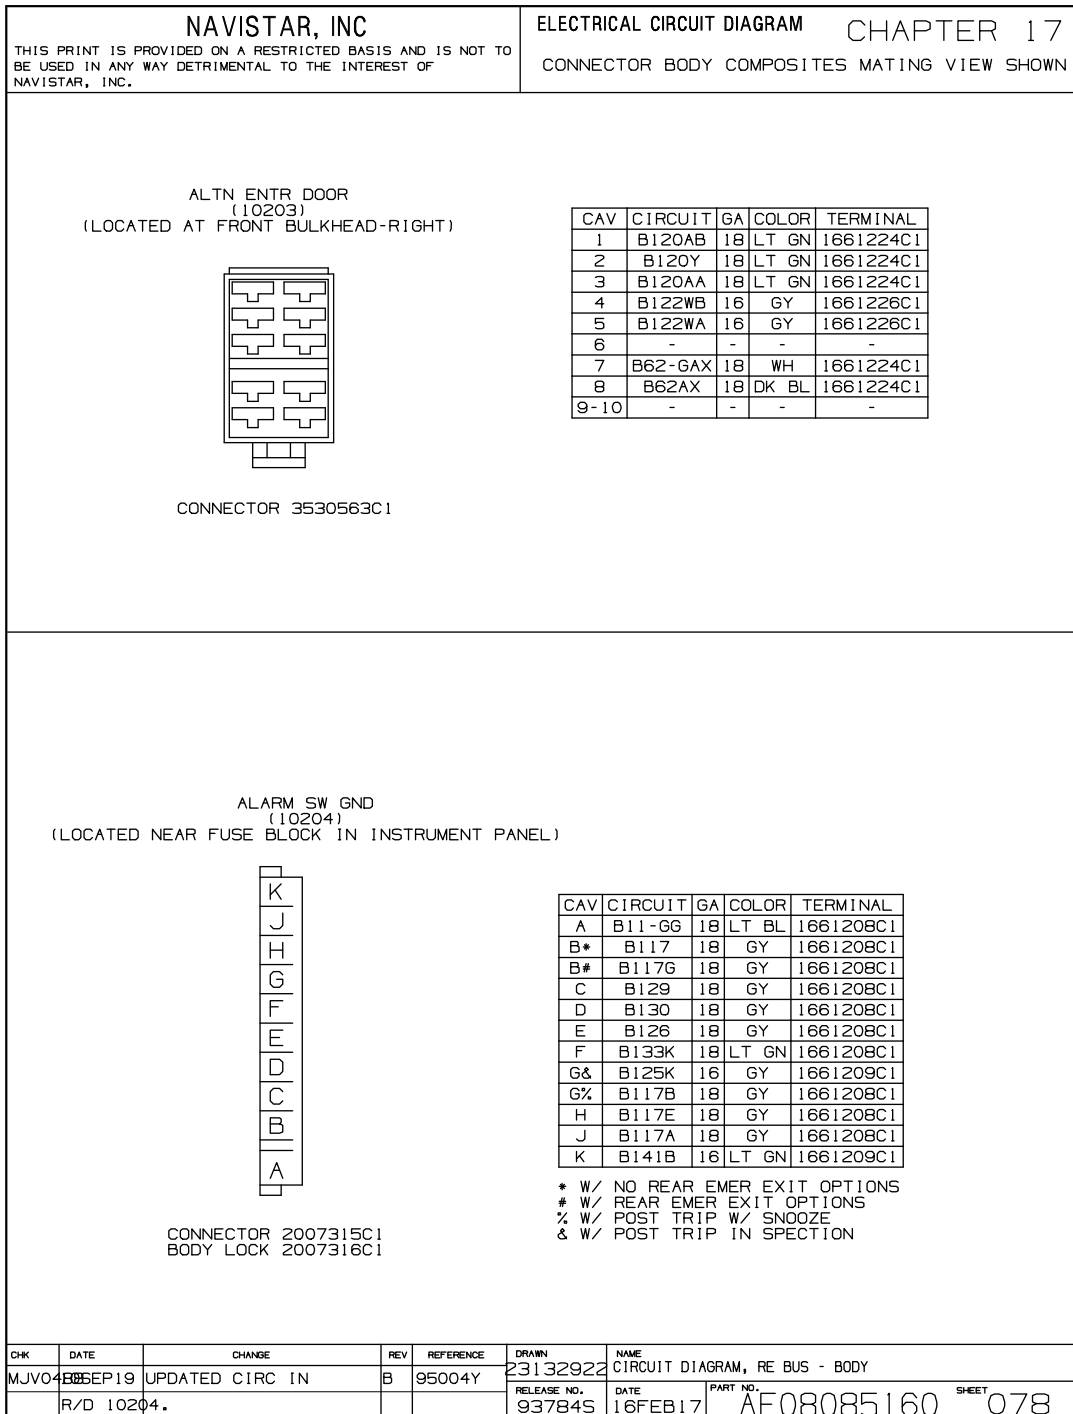 NAVISTAR, INC
THIS PRINT IS PROVIDED ON A RESTRICTED BASIS AND IS NOT TO
BE USED IN ANY WAY DETRIMENTAL TO THE INTEREST OF
NAVISTAR, INC.
ELECTRICAL CIRCUIT DIAGRAM CHAPTER 17
CONNECTOR BODY COMPOSITES MATING VIEW SHOWN
ALTN ENTR DOOR
(10203)
(LOCATED AT FRONT BULKHEAD-RIGHT)
CONNECTOR 3530563C1
CAV CIRCUIT GA COLOR TERMINAL
1 B120AB 18 LT GN 1661224C1
2 B120Y 18 LT GN 1661224C1
3 B120AA 18 LT GN 1661224C1
4 B122WB 16 GY 1661226C1
5 B122WA 16 GY 1661226C1
6 - - - -
7 B62-GAX 18 WH 1661224C1
8 B62AX 18 DK BL 1661224C1
9-10 - - - -
ALARM SW GND
(10204)
(LOCATED NEAR FUSE BLOCK IN INSTRUMENT PANEL)
K
J
H
G
F
E
D
C
B
A
CONNECTOR 2007315C1
BODY LOCK 2007316C1
CAV CIRCUIT GA COLOR TERMINAL
A B11-GG 18 LT BL 1661208C1
B* B117 18 GY 1661208C1
B# B117G 18 GY 1661208C1
C B129 18 GY 1661208C1
D B130 18 GY 1661208C1
E B126 18 GY 1661208C1
F B133K 18 LT GN 1661208C1
G& B125K 16 GY 1661209C1
G% B117B 18 GY 1661208C1
H B117E 18 GY 1661208C1
J B117A 18 GY 1661208C1
K B141B 16 LT GN 1661209C1
* W/ NO REAR EMER EXIT OPTIONS
# W/ REAR EMER EXIT OPTIONS
% W/ POST TRIP W/ SNOOZE
& W/ POST TRIP IN SPECTION
CHK DATE CHANGE REV REFERENCE
UPDATED CIRC IN B 95004Y
R/D 10204.
DRAWN
23132922
NAME
CIRCUIT DIAGRAM, RE BUS - BODY
RELEASE NO.
93784S
DATE
16FEB17
PART NO.
AF08085160
SHEET
078